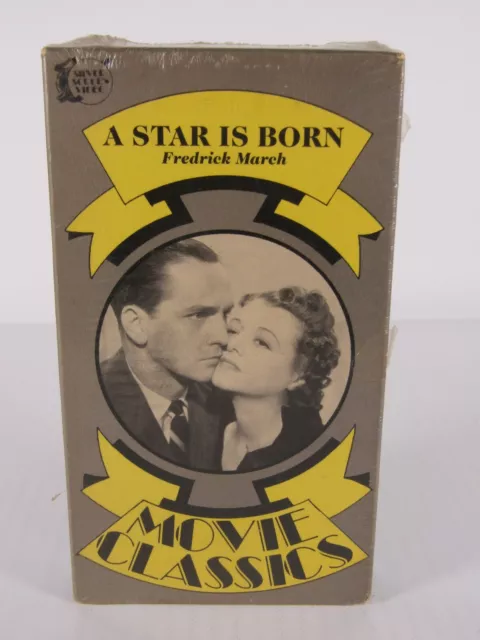 SILVER
SCREEN
VIDEO
A STAR IS BORN
Fredrick March
MOVIE
CLASSICS